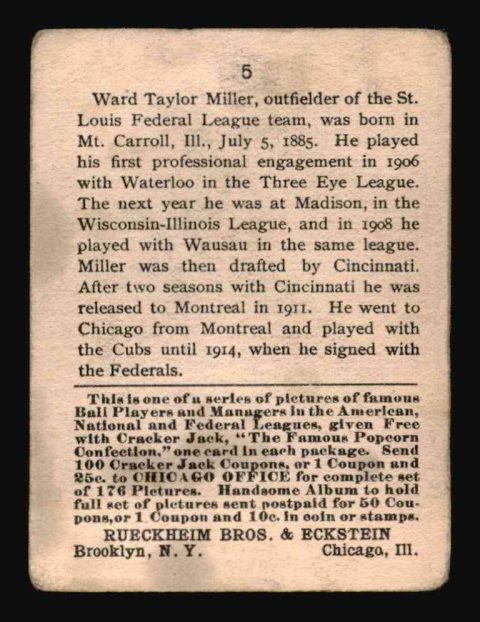 5
Ward Taylor Miller, outfielder of the St.
Louis Federal League team, was born in
Mt. Carroll, Ill., July 5, 1885. He played
his first professional engagement in 1906
with Waterloo in the Three Eye League.
The next year he was at Madison, in the
Wisconsin-Illinois League, and in 1908 he
played with Wausau in the same league.
Miller was then drafted by Cincinnati.
After two seasons with Cincinnati he was
released to Montreal in 1911. He went to
Chicago from Montreal and played with
the Cubs until 1914, when he signed with
the Federals.
This is one of a series of pictures of famous
Ball Players and Managers in the American,
National and Federal Leagues, given Free
with Cracker Jack, "The Famous Popcorn
Confection," one card in each package. Send
100 Cracker Jack Coupons, or 1 Coupon and
25c. to CHICAGO OFFICE for complete set
of 176 Pictures. Handsome Album to hold
full set of pictures sent postpaid for 50 Cou-
pons, or 1 Coupon and 10c. in coin or stamps.
RUECKHEIM BROS. & ECKSTEIN
Brooklyn, N. Y. Chicago, Ill.